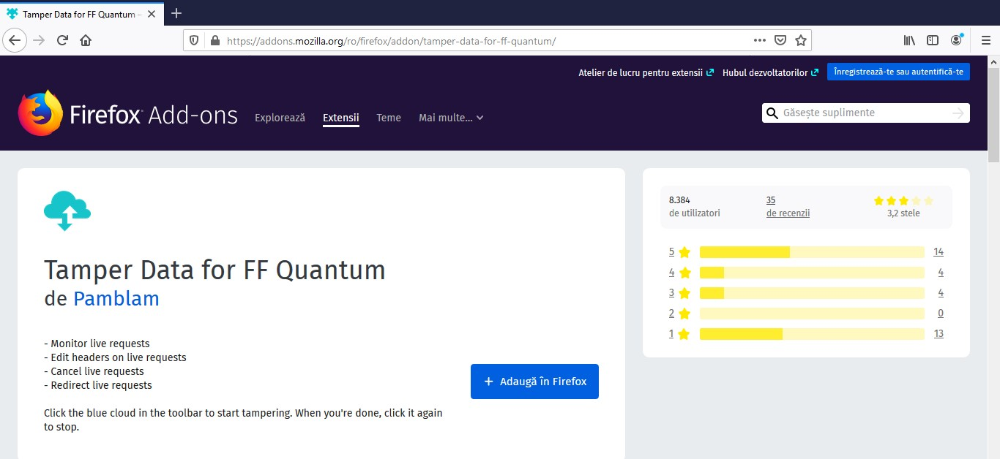 Tamper Data for FF Quantum –
https://addons.mozilla.org/ro/firefox/addon/tamper-data-for-ff-quantum/
Atelier de lucru pentru extensii
Hubul dezvoltatorilor
Înregistrează-te sau autentifică-te
Firefox Add-ons
Explorează
Extensii
Teme
Mai multe...
Găsește suplimente
Tamper Data for FF Quantum
de Pamblam
- Monitor live requests
- Edit headers on live requests
- Cancel live requests
- Redirect live requests
Click the blue cloud in the toolbar to start tampering. When you're done, click it again
to stop.
+ Adaugă în Firefox
8.384
de utilizatori
35
de recenzii
3,2 stele
5 14
4 4
3 4
2 0
1 13